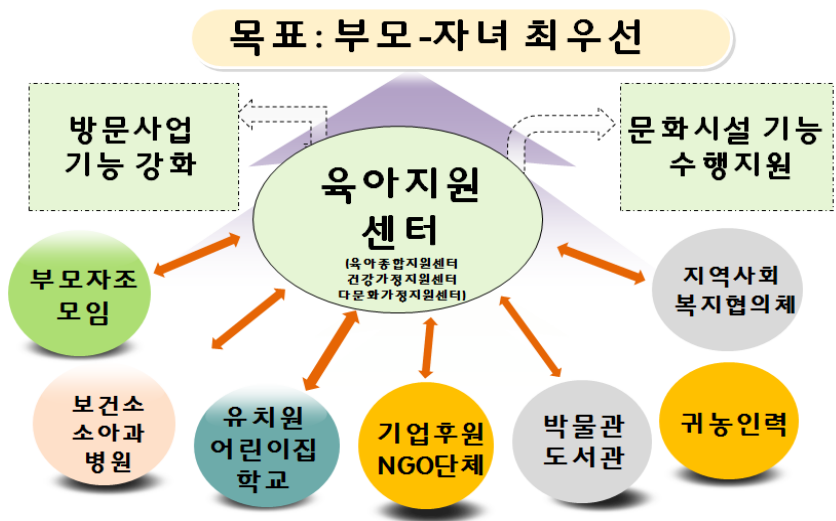 목표: 부모-자녀 최우선
방문사업
기능 강화
문화시설 기능
수행지원
육아지원
센터
(육아종합지원센터
건강가정지원센터
다문화가정지원센터)
부모자조
모임
지역사회
복지협의체
보건소
소아과
병원
유치원
어린이집
학교
기업후원
NGO단체
박물관
도서관
귀농인력